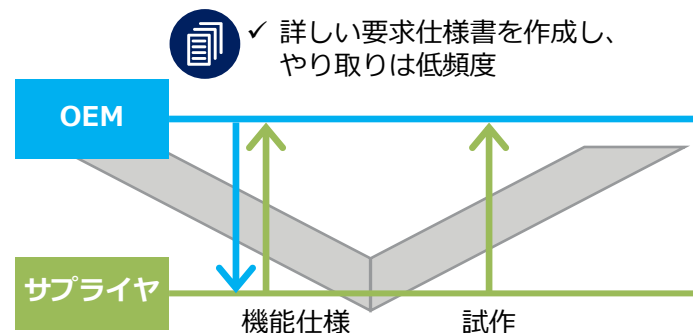 ✓ 詳しい要求仕様書を作成し、
やり取りは低頻度
OEM
サプライヤ
機能仕様
試作